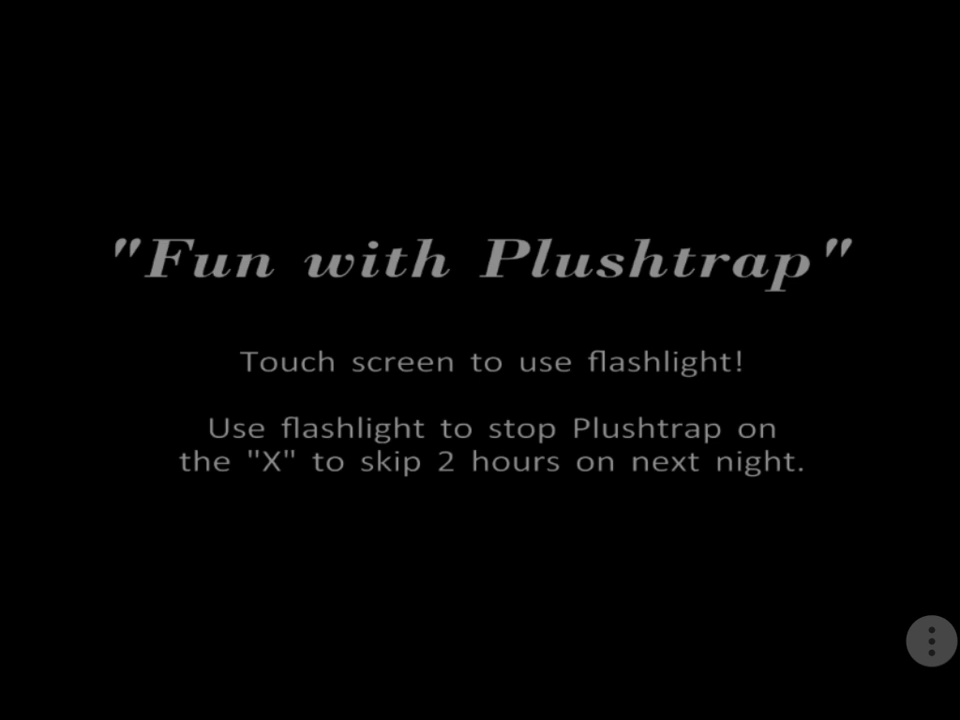 "Fun with Plushtrap"
Touch screen to use flashlight!
Use flashlight to stop Plushtrap on
the "X" to skip 2 hours on next night.